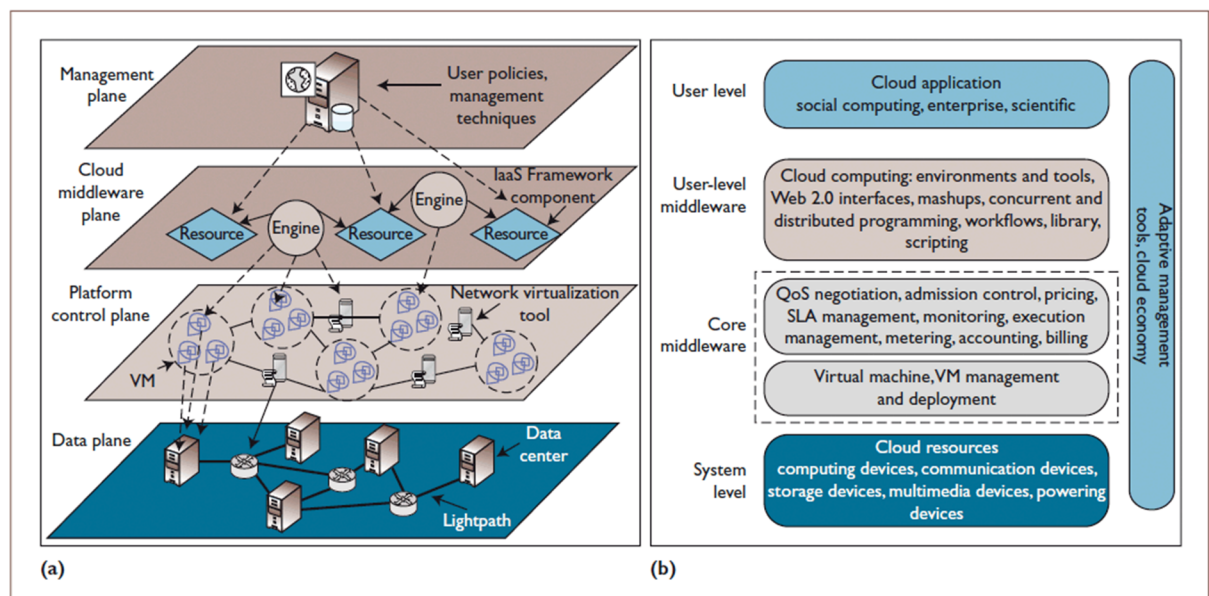 Management
plane
User policies,
management
techniques
Cloud
middleware
plane
IaaS Framework
component
Engine
Engine
Resource
Resource
Resource
Platform
control plane
Network virtualization
tool
VM
Data plane
Data
center
Lightpath
(a)
User level
Cloud application
social computing, enterprise, scientific
User-level
middleware
Cloud computing: environments and tools,
Web 2.0 interfaces, mashups, concurrent and
distributed programming, workflows, library,
scripting
Core
middleware
QoS negotiation, admission control, pricing,
SLA management, monitoring, execution
management, metering, accounting, billing
Virtual machine, VM management
and deployment
System
level
Cloud resources
computing devices, communication devices,
storage devices, multimedia devices, powering
devices
Adaptive management
tools, cloud economy
(b)